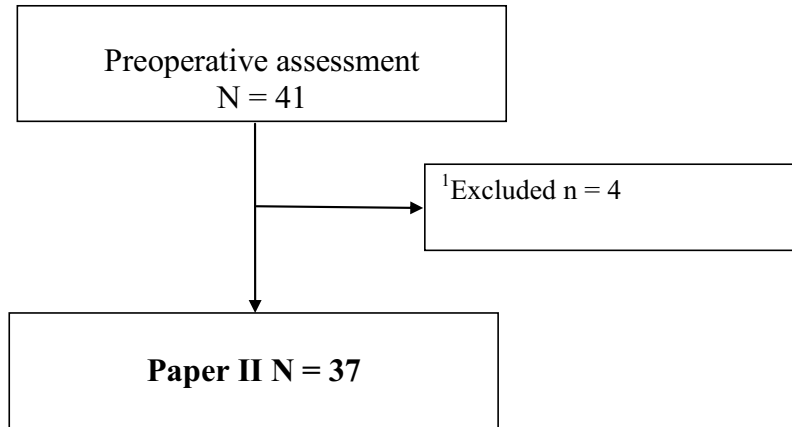 Preoperative assessment
N = 41
¹Excluded n = 4
Paper II N = 37